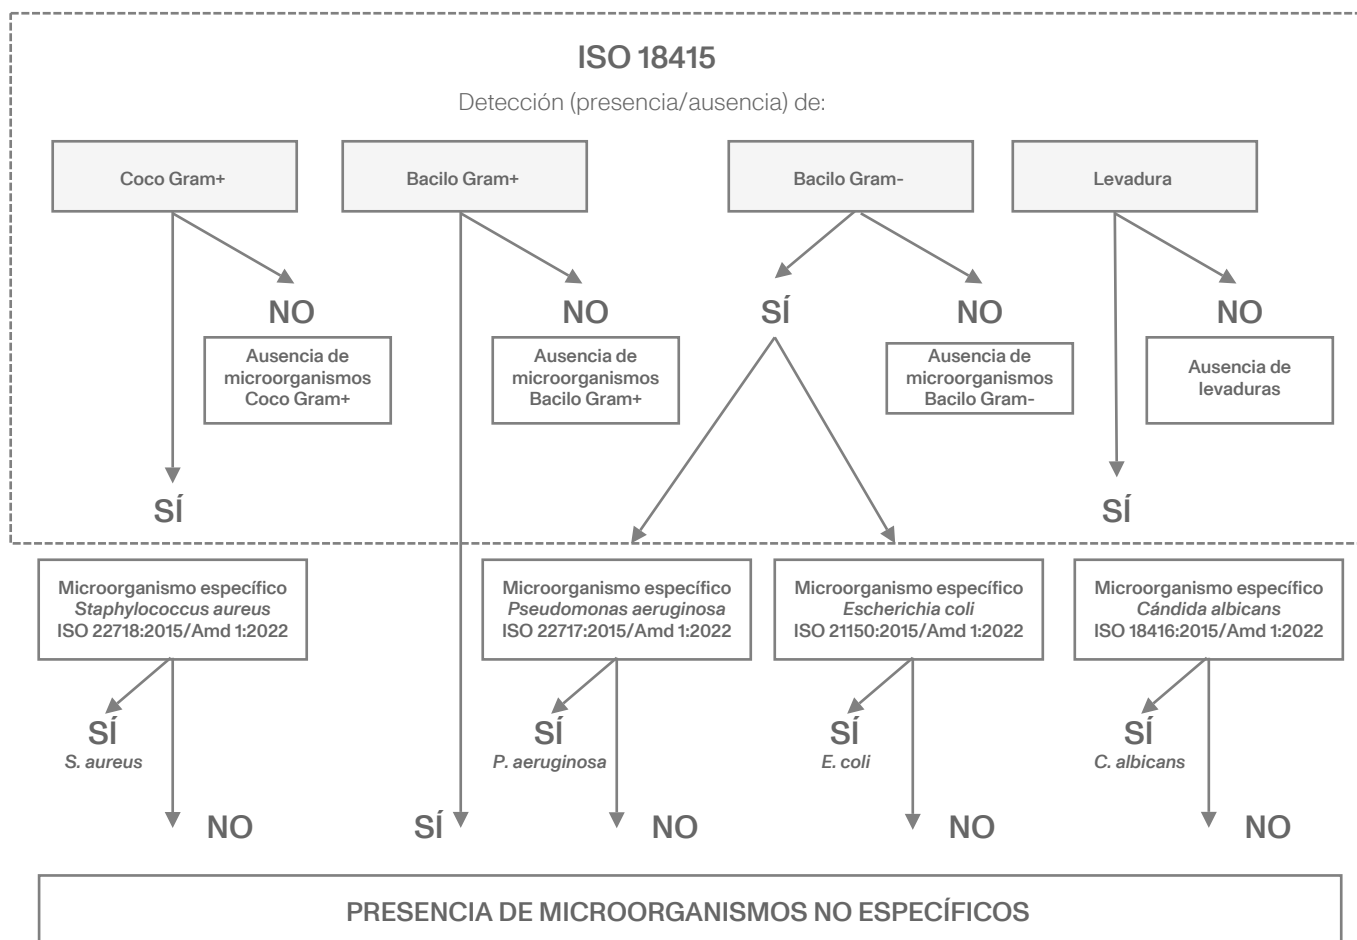 ISO 18415
Detección (presencia/ausencia) de:
Coco Gram+
Bacilo Gram+
Bacilo Gram-
Levadura
NO
NO
SÍ
NO
NO
Ausencia de
microorganismos
Coco Gram+
Ausencia de
microorganismos
Bacilo Gram+
Ausencia de
microorganismos
Bacilo Gram-
Ausencia de
levaduras
SÍ
SÍ
Microorganismo específico
Staphylococcus aureus
ISO 22718:2015/Amd 1:2022
Microorganismo específico
Pseudomonas aeruginosa
ISO 22717:2015/Amd 1:2022
Microorganismo específico
Escherichia coli
ISO 21150:2015/Amd 1:2022
Microorganismo específico
Cándida albicans
ISO 18416:2015/Amd 1:2022
SÍ
S. aureus
SÍ
P. aeruginosa
SÍ
E. coli
SÍ
C. albicans
NO
SÍ
NO
NO
NO
PRESENCIA DE MICROORGANISMOS NO ESPECÍFICOS